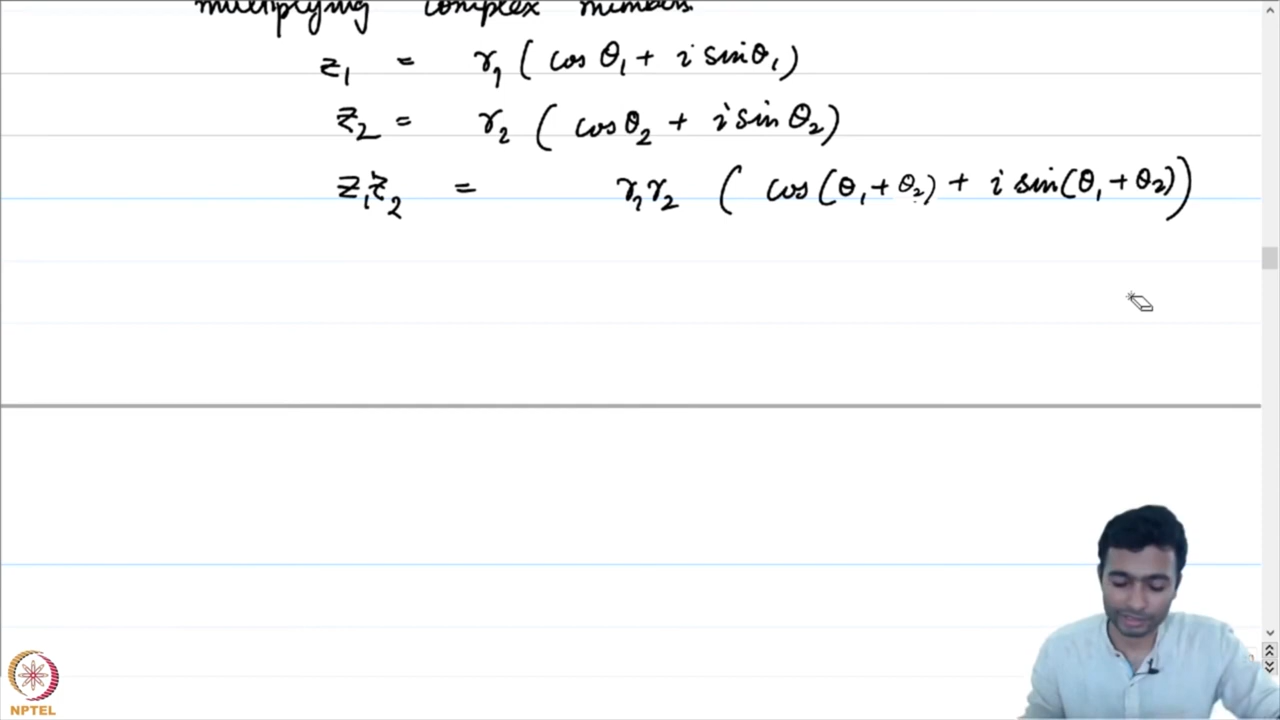 multiplying complex numbers.
z₁ = r₁ ( cos θ₁ + i sin θ₁ )
z₂ = r₂ ( cos θ₂ + i sin θ₂ )
z₁z₂ = r₁r₂ ( cos(θ₁ + θ₂) + i sin(θ₁ + θ₂) )
NPTEL